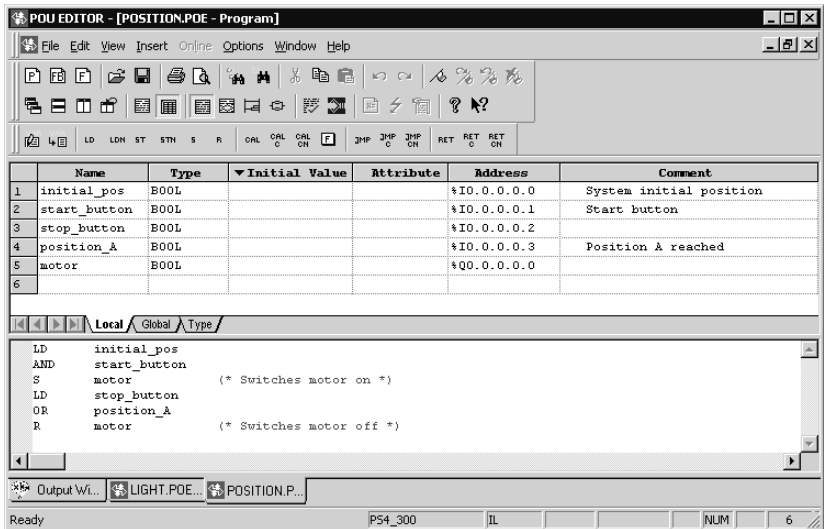 POU EDITOR - [POSITION.POE - Program]
File Edit View Insert Online Options Window Help
P FB F
LD LDN ST STN S R CAL CAL C CAL CN F JMP JMP C JMP CN RET RET C RET CN
Name Type Initial Value Attribute Address Comment
1 initial_pos BOOL %I0.0.0.0.0 System initial position
2 start_button BOOL %I0.0.0.0.1 Start button
3 stop_button BOOL %I0.0.0.0.2
4 position_A BOOL %I0.0.0.0.3 Position A reached
5 motor BOOL %Q0.0.0.0.0
6
Local Global Type
LD initial_pos
AND start_button
S motor (* Switches motor on *)
LD stop_button
OR position_A
R motor (* Switches motor off *)
Output Wi... LIGHT.POE... POSITION.P...
Ready PS4_300 IL NUM 6